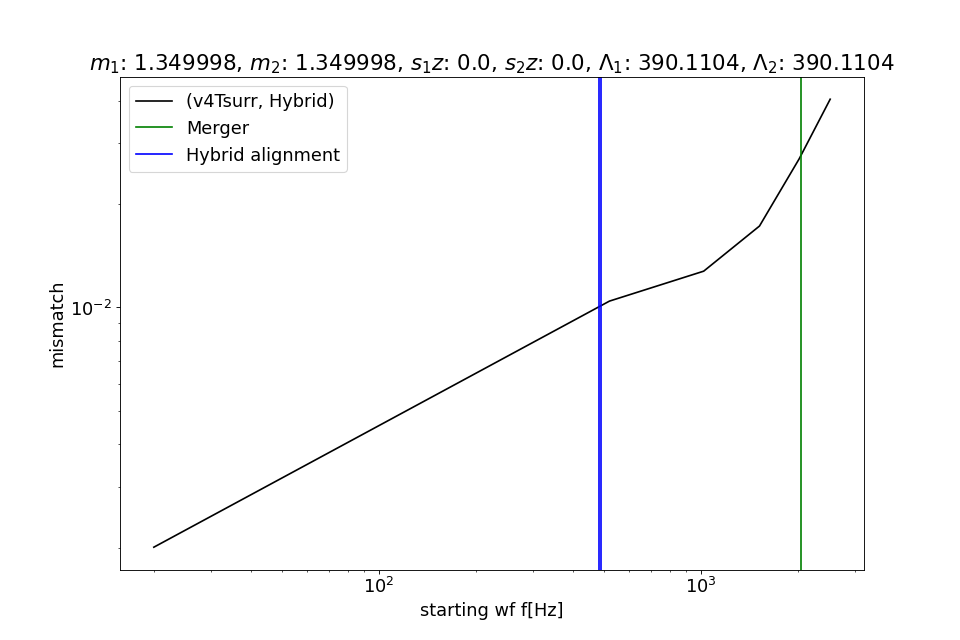 m₁: 1.349998, m₂: 1.349998, s₁z: 0.0, s₂z: 0.0, Λ₁: 390.1104, Λ₂: 390.1104
(v4Tsurr, Hybrid)
Merger
Hybrid alignment
mismatch
10⁻²
10²
10³
starting wf f[Hz]